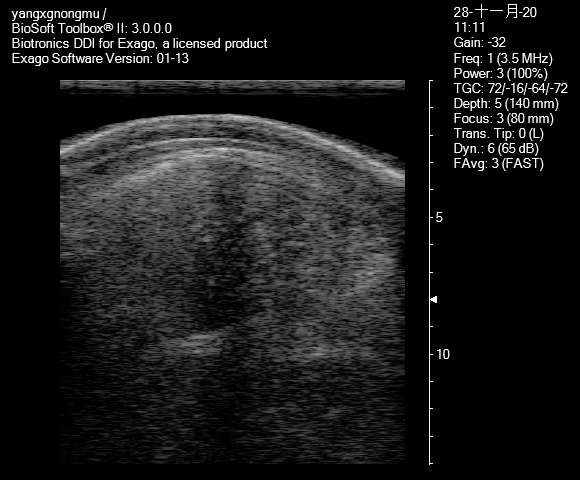 yangxgnongmu /
BioSoft Toolbox® II: 3.0.0.0
Biotronics DDI for Exago, a licensed product
Exago Software Version: 01-13
28-十一月-20
11:11
Gain: -32
Freq: 1 (3.5 MHz)
Power: 3 (100%)
TGC: 72/-16/-64/-72
Depth: 5 (140 mm)
Focus: 3 (80 mm)
Trans. Tip: 0 (L)
Dyn.: 6 (65 dB)
FAvg: 3 (FAST)
5
10